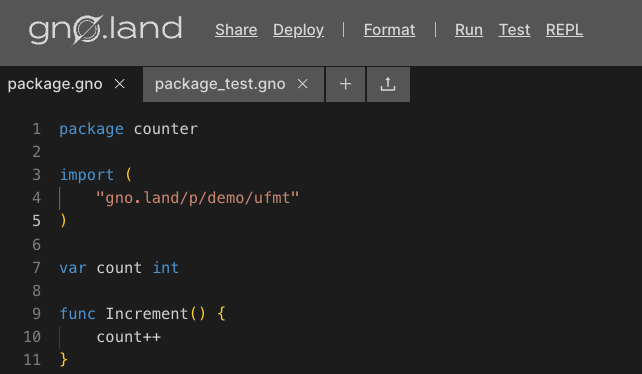 gno.land Share Deploy | Format | Run Test REPL
package.gno × package_test.gno × +
1 package counter
2
3 import (
4     "gno.land/p/demo/ufmt"
5 )
6
7 var count int
8
9 func Increment() {
10     count++
11 }